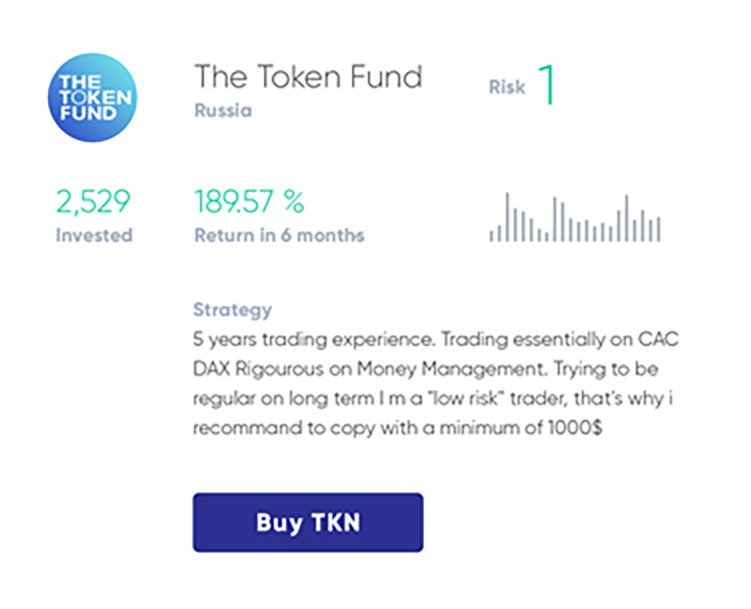 THE
TOKEN
FUND
The Token Fund
Russia
Risk 1
2,529
Invested
189.57 %
Return in 6 months
Strategy
5 years trading experience. Trading essentially on CAC
DAX Rigourous on Money Management. Trying to be
regular on long term I m a "low risk" trader, that's why i
recommand to copy with a minimum of 1000$
Buy TKN